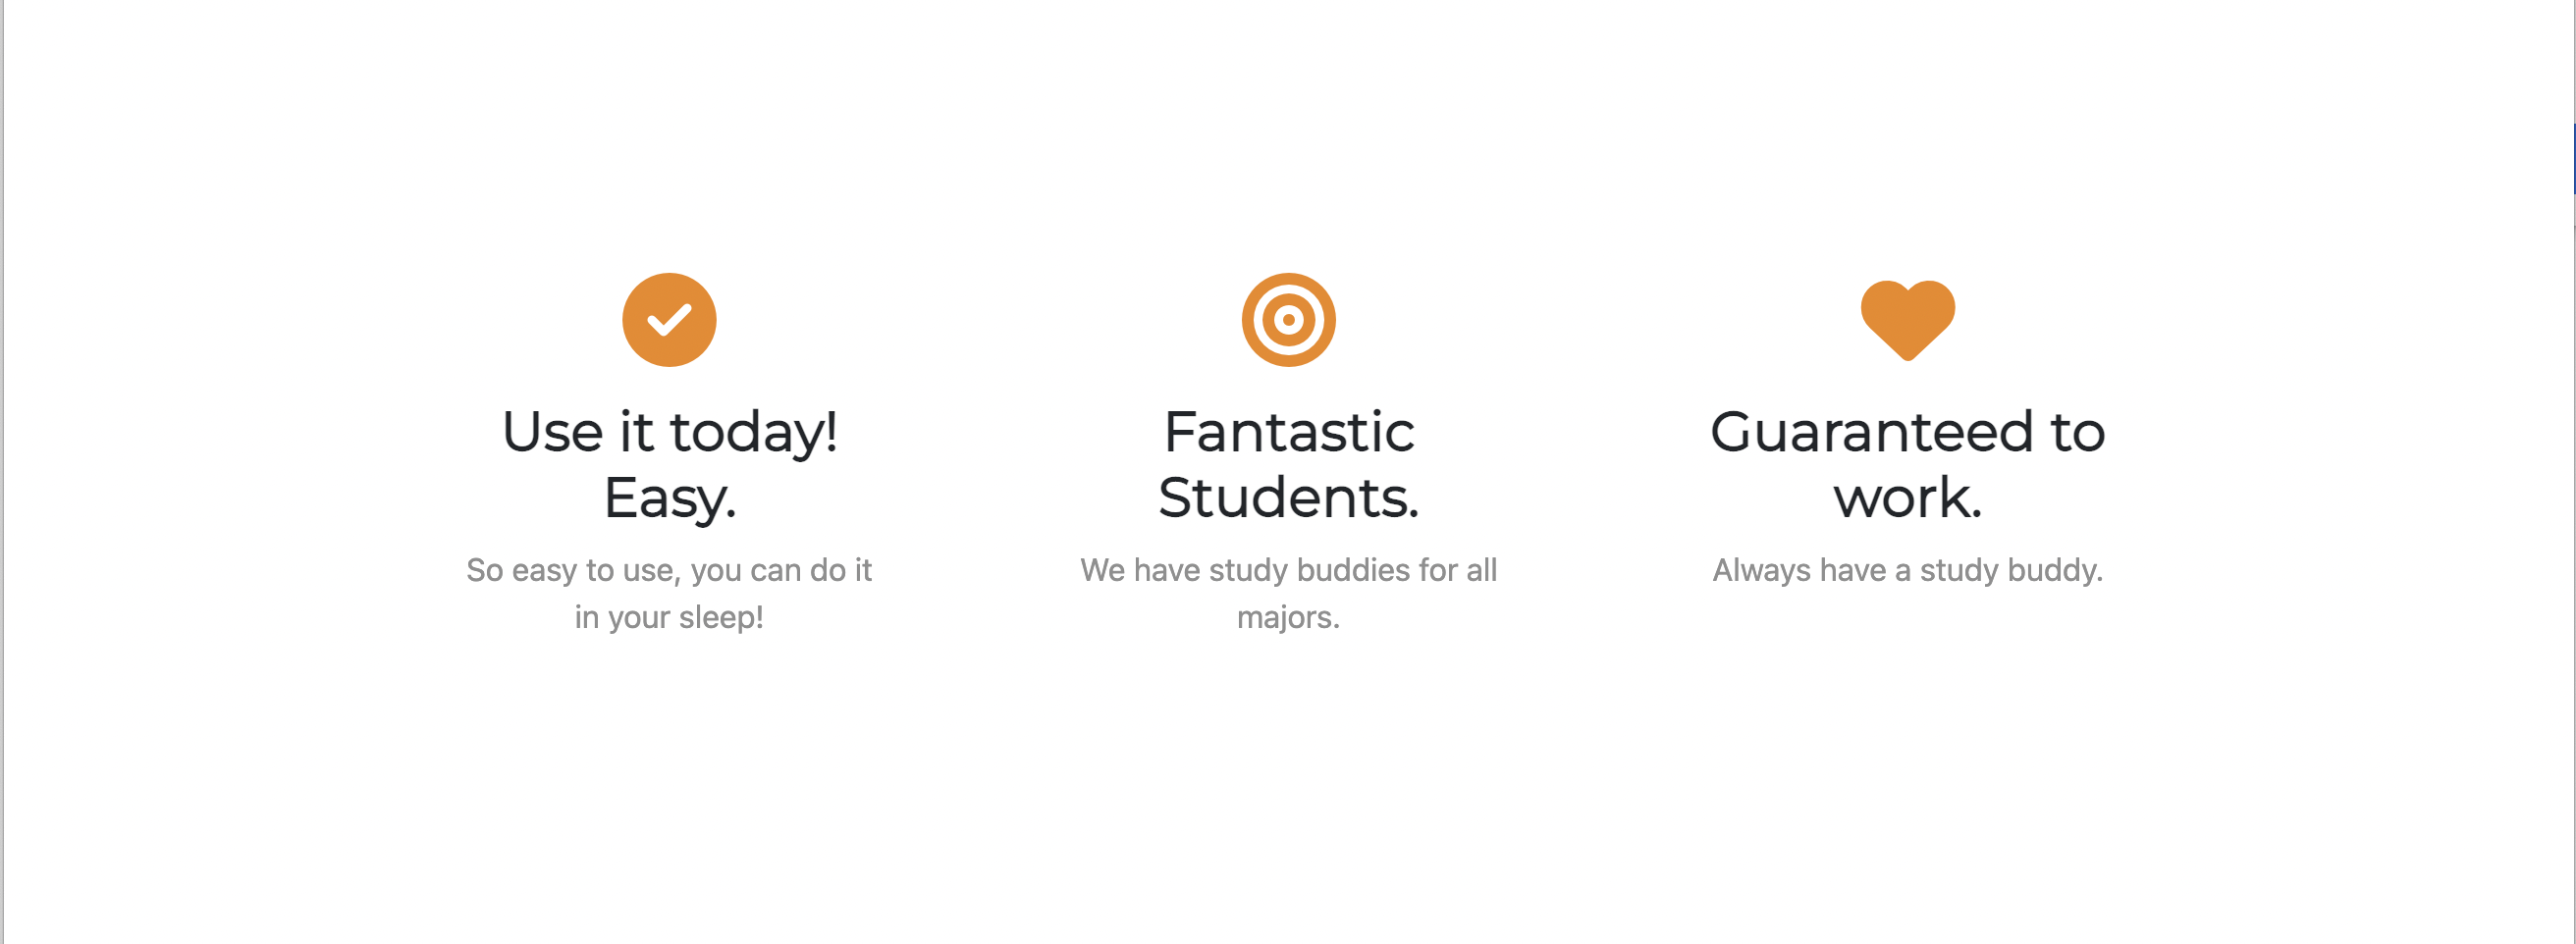 Use it today!
Easy.
So easy to use, you can do it
in your sleep!
Fantastic
Students.
We have study buddies for all
majors.
Guaranteed to
work.
Always have a study buddy.